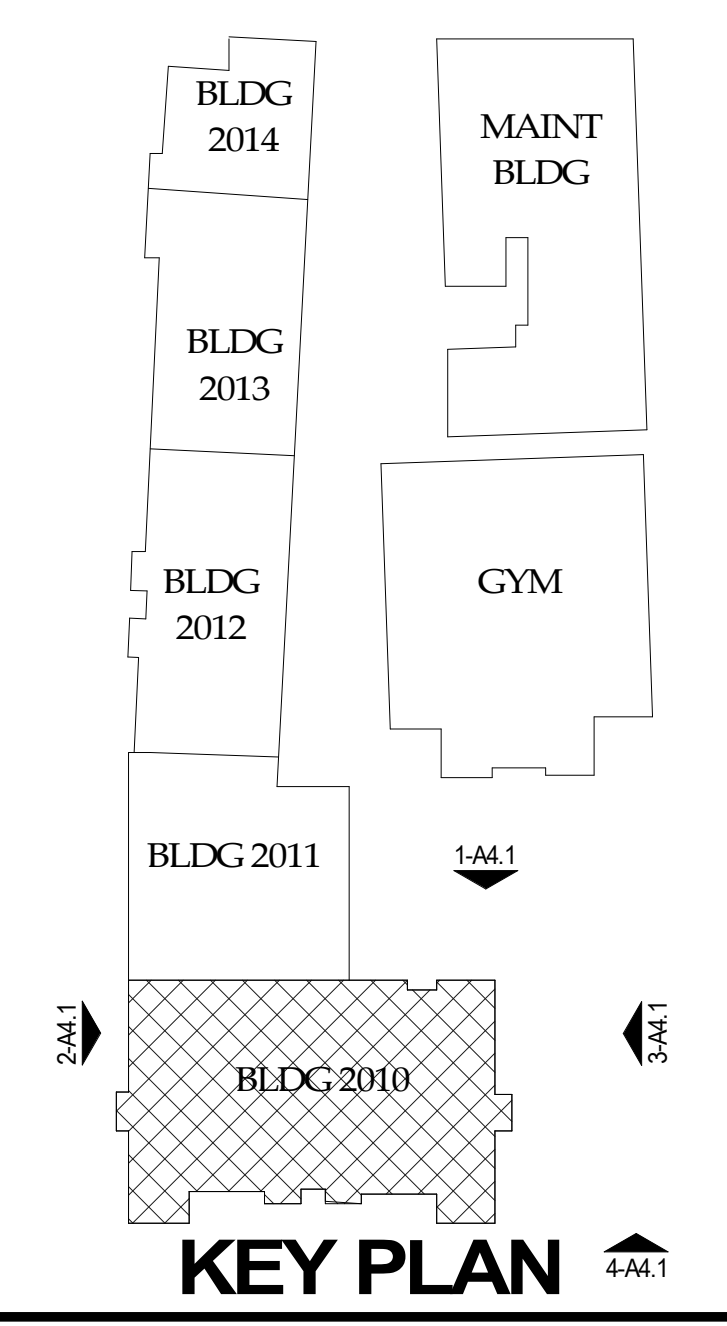 BLDG
2014
MAINT
BLDG
BLDG
2013
BLDG
2012
GYM
BLDG 2011
1-A4.1
2-A4.1
3-A4.1
BLDG 2010
KEY PLAN
4-A4.1